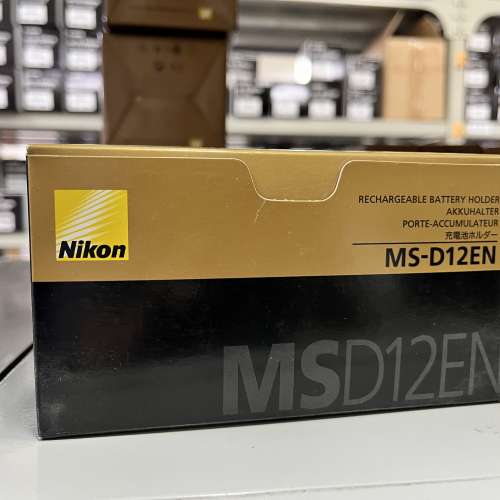 Nikon
RECHARGEABLE BATTERY HOLDER
AKKUHALTER
PORTE-ACCUMULATEUR
充電池ホルダー
MS-D12EN
MSD12EN